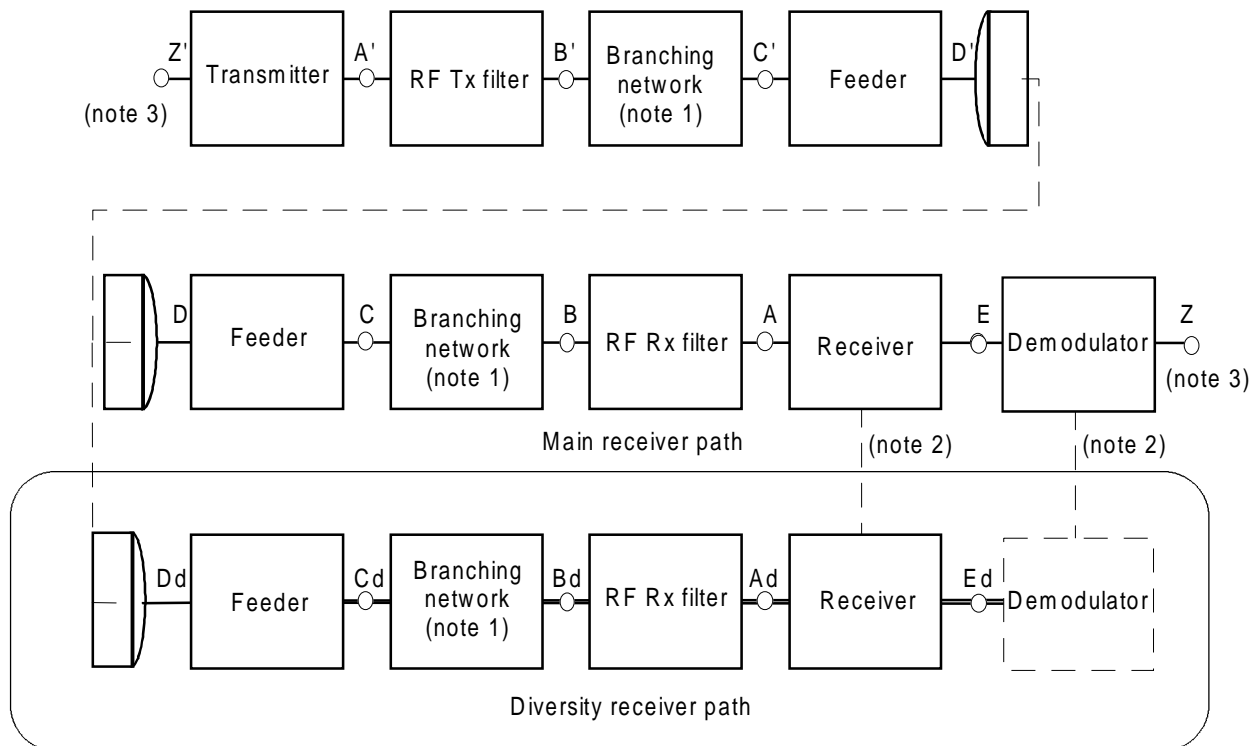 Z'
A'
B'
C'
D'
Transmitter
RF Tx filter
Branching
network
(note 1)
Feeder
(note 3)
D
C
B
A
E
Z
Feeder
Branching
network
(note 1)
RF Rx filter
Receiver
Demodulator
(note 3)
Main receiver path
(note 2)
(note 2)
Dd
Cd
Bd
Ad
Ed
Feeder
Branching
network
(note 1)
RF Rx filter
Receiver
Demodulator
Diversity receiver path